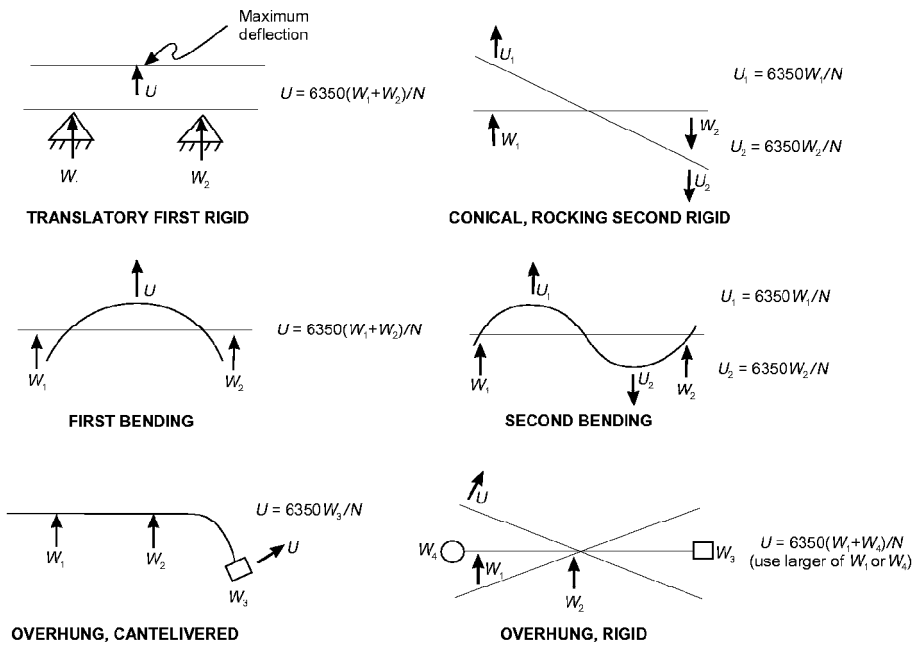 Maximum
deflection
U
U = 6350(W₁+W₂)/N
W.
W₂
TRANSLATORY FIRST RIGID
U₁
U₁ = 6350W₁/N
W₁
W₂
U₂ = 6350W₂/N
U₂
CONICAL, ROCKING SECOND RIGID
U
U = 6350(W₁+W₂)/N
W₁
W₂
FIRST BENDING
U₁
U₁ = 6350W₁/N
W₁
U₂
W₂
U₂ = 6350W₂/N
SECOND BENDING
U = 6350W₃/N
U
W₁
W₂
W₃
OVERHUNG, CANTELIVERED
U
W₄
W₁
W₂
W₃
U = 6350(W₁+W₄)/N
(use larger of W₁ or W₄)
OVERHUNG, RIGID